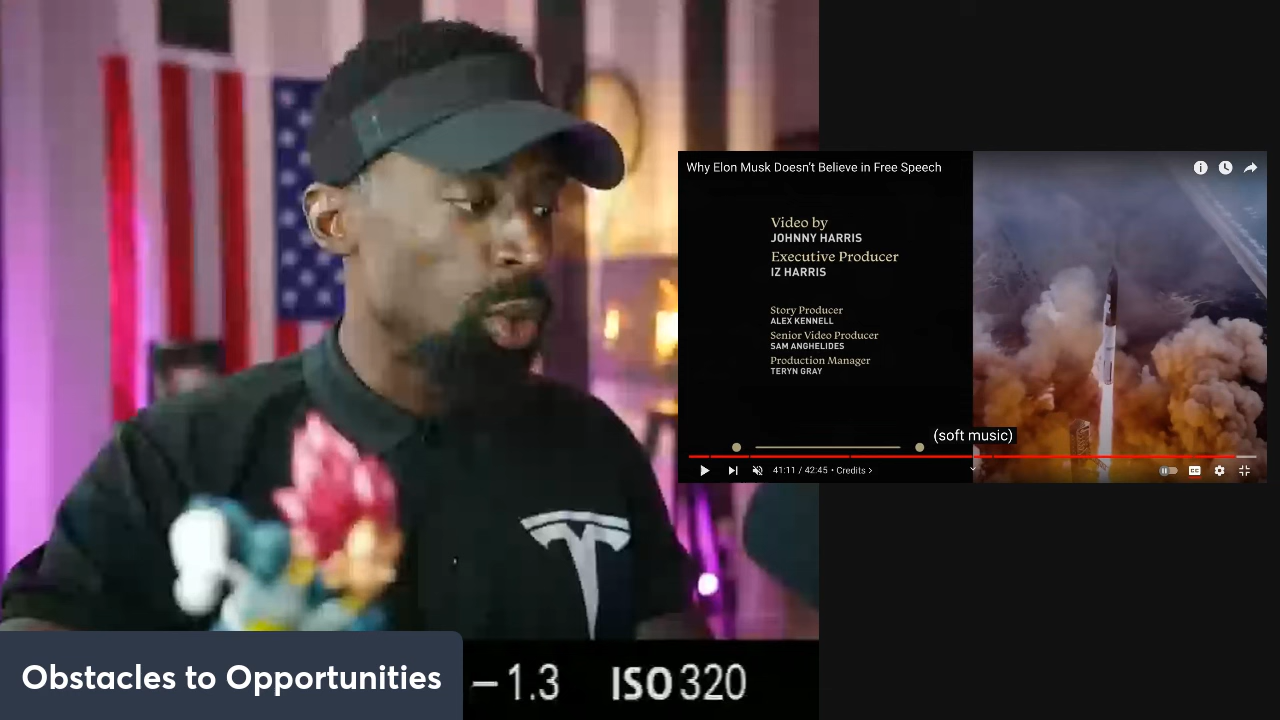 Why Elon Musk Doesn't Believe in Free Speech
Video by
JOHNNY HARRIS
Executive Producer
IZ HARRIS
Story Producer
ALEX KENNELL
Senior Video Producer
SAM ANGHELIDES
Production Manager
TERYN GRAY
(soft music)
41:11 / 42:45 • Credits >
CC
Obstacles to Opportunities
– 1.3 ISO 320